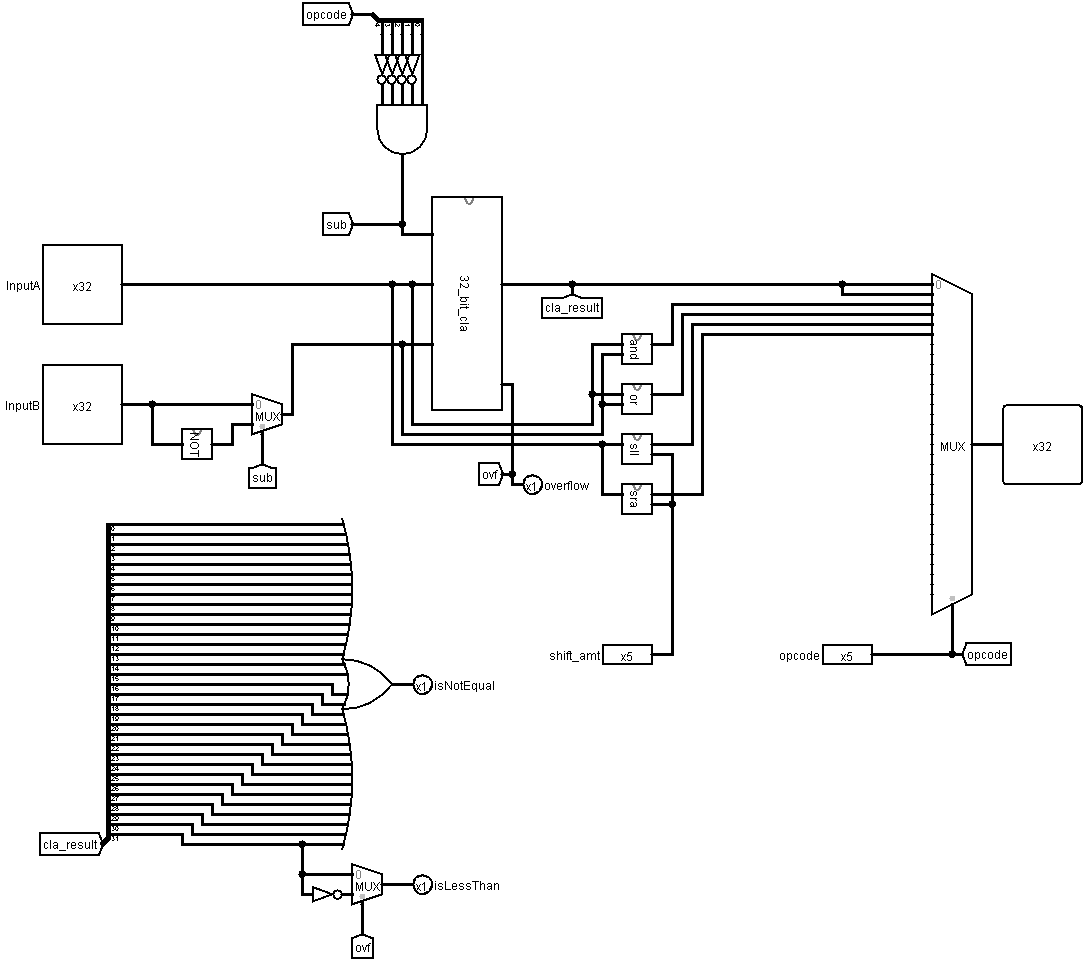 opcode
sub
InputA
x32
32_bit_cla
0
cla_result
and
InputB
x32
0
MUX
NOT
or
MUX
x32
sll
sub
ovf
x1
overflow
sra
0
1
2
3
4
5
6
7
8
9
10
11
12
13
14
15
16
17
18
19
20
21
22
23
24
25
26
27
28
29
30
31
shift_amt
x5
opcode
x5
opcode
x1
isNotEqual
cla_result
0
MUX
x1
isLessThan
ovf